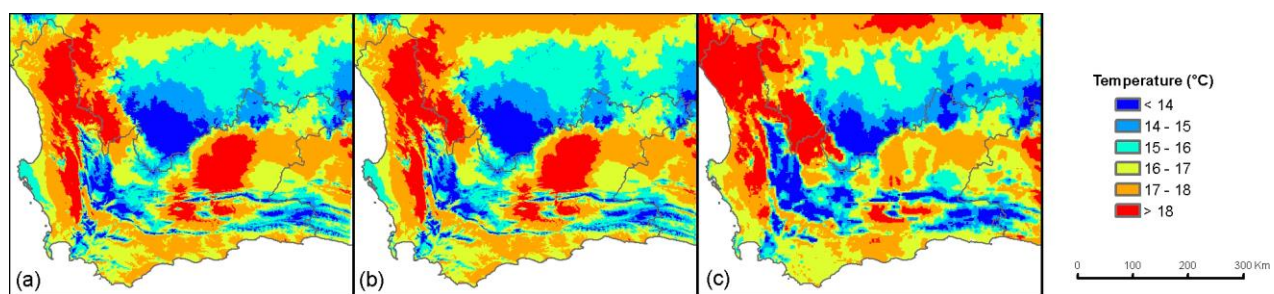 (a)
(b)
(c)
Temperature (°C)
< 14
14 - 15
15 - 16
16 - 17
17 - 18
> 18
0 100 200 300 Km